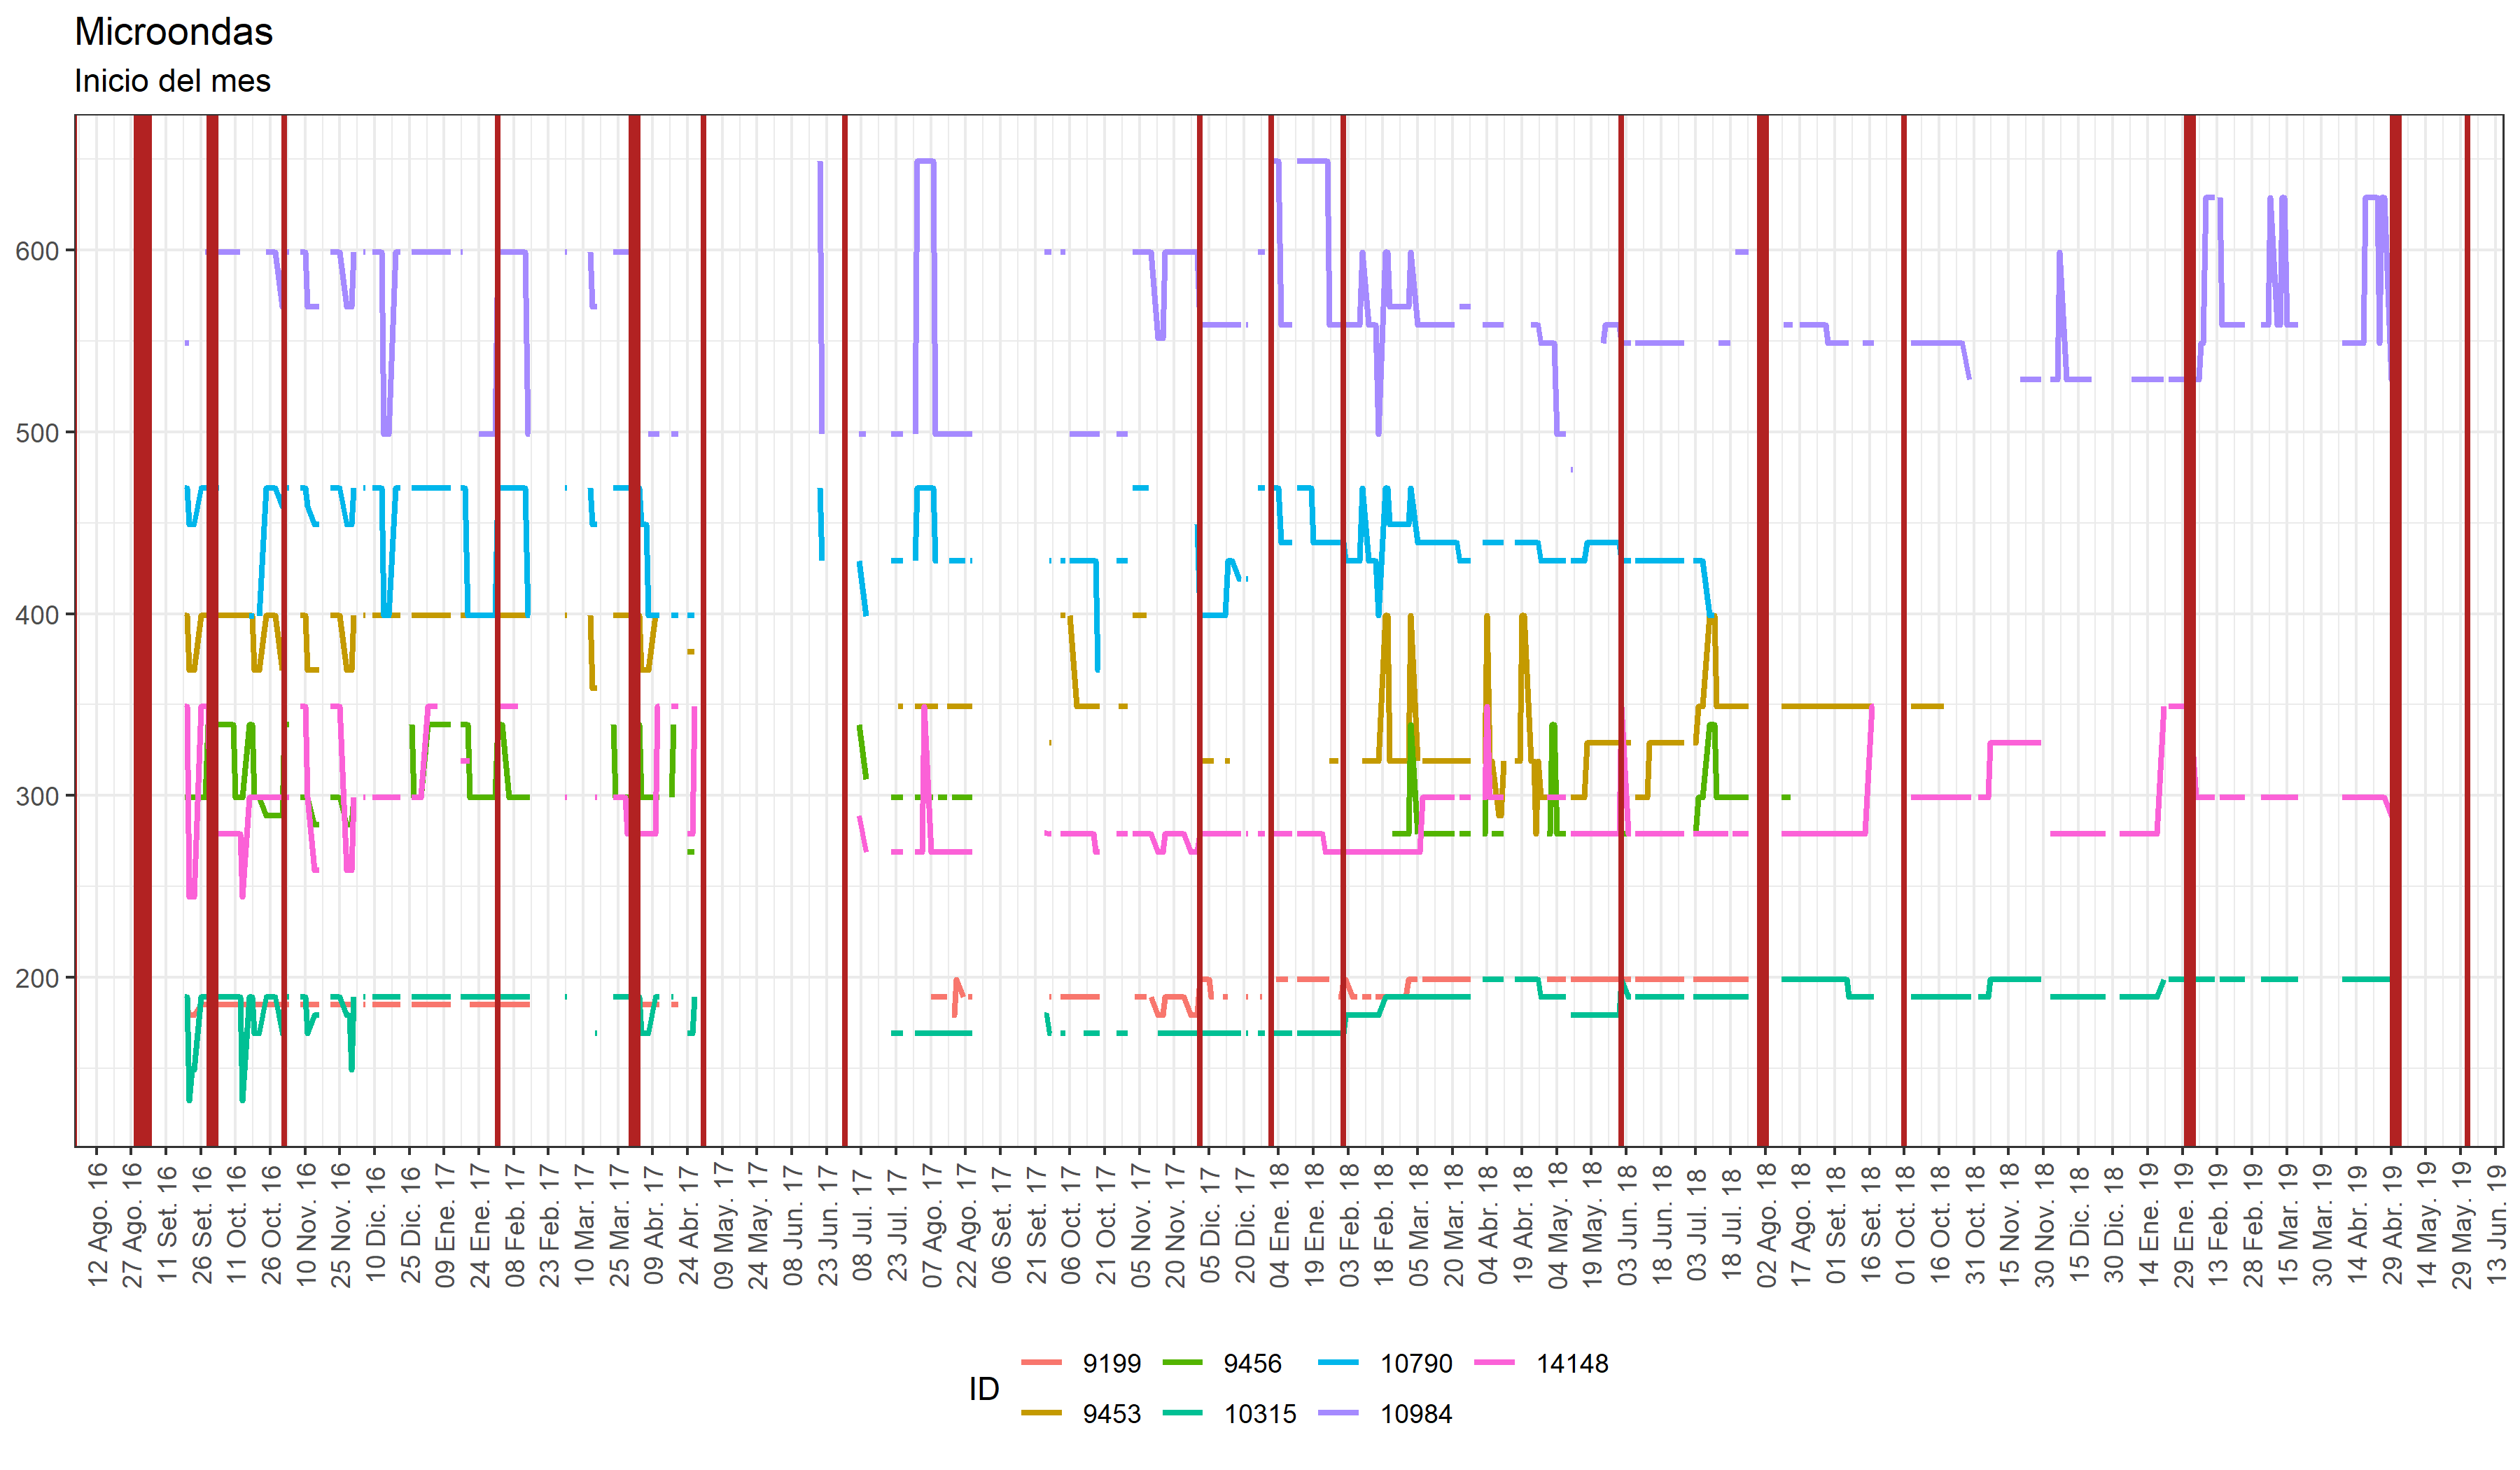 Microondas
Inicio del mes
600
500
400
300
200
12 Ago. 16
27 Ago. 16
11 Set. 16
26 Set. 16
11 Oct. 16
26 Oct. 16
10 Nov. 16
25 Nov. 16
10 Dic. 16
25 Dic. 16
09 Ene. 17
24 Ene. 17
08 Feb. 17
23 Feb. 17
10 Mar. 17
25 Mar. 17
09 Abr. 17
24 Abr. 17
09 May. 17
24 May. 17
08 Jun. 17
23 Jun. 17
08 Jul. 17
23 Jul. 17
07 Ago. 17
22 Ago. 17
06 Set. 17
21 Set. 17
06 Oct. 17
21 Oct. 17
05 Nov. 17
20 Nov. 17
05 Dic. 17
20 Dic. 17
04 Ene. 18
19 Ene. 18
03 Feb. 18
18 Feb. 18
05 Mar. 18
20 Mar. 18
04 Abr. 18
19 Abr. 18
04 May. 18
19 May. 18
03 Jun. 18
18 Jun. 18
03 Jul. 18
18 Jul. 18
02 Ago. 18
17 Ago. 18
01 Set. 18
16 Set. 18
01 Oct. 18
16 Oct. 18
31 Oct. 18
15 Nov. 18
30 Nov. 18
15 Dic. 18
30 Dic. 18
14 Ene. 19
29 Ene. 19
13 Feb. 19
28 Feb. 19
15 Mar. 19
30 Mar. 19
14 Abr. 19
29 Abr. 19
14 May. 19
29 May. 19
13 Jun. 19
ID
9199 9456 10790 14148
9453 10315 10984